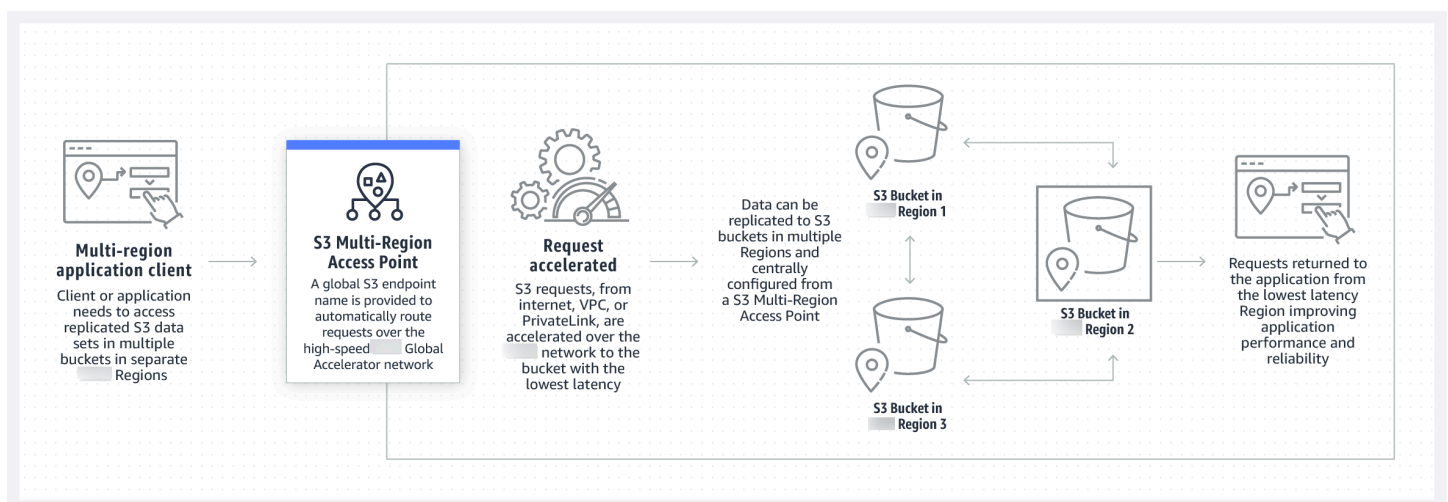 Multi-region
application client
Client or application
needs to access
replicated S3 data
sets in multiple
buckets in separate
Regions
S3 Multi-Region
Access Point
A global S3 endpoint
name is provided to
automatically route
requests over the
high-speed Global
Accelerator network
Request
accelerated
S3 requests, from
internet, VPC, or
PrivateLink, are
accelerated over the
network to the
bucket with the
lowest latency
Data can be
replicated to S3
buckets in multiple
Regions and
centrally
configured from
a S3 Multi-Region
Access Point
S3 Bucket in
Region 1
S3 Bucket in
Region 3
S3 Bucket in
Region 2
Requests returned to
the application from
the lowest latency
Region improving
application
performance and
reliability